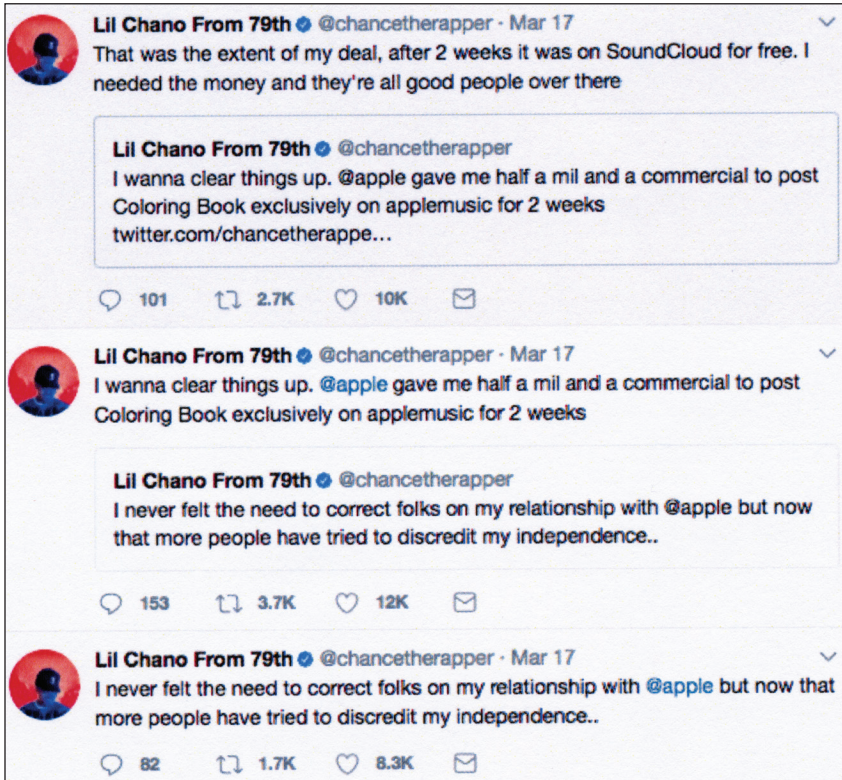 Lil Chano From 79th @chancetherapper · Mar 17
That was the extent of my deal, after 2 weeks it was on SoundCloud for free. I
needed the money and they're all good people over there
Lil Chano From 79th @chancetherapper
I wanna clear things up. @apple gave me half a mil and a commercial to post
Coloring Book exclusively on applemusic for 2 weeks
twitter.com/chancetherappe...
101 2.7K 10K
Lil Chano From 79th @chancetherapper · Mar 17
I wanna clear things up. @apple gave me half a mil and a commercial to post
Coloring Book exclusively on applemusic for 2 weeks
Lil Chano From 79th @chancetherapper
I never felt the need to correct folks on my relationship with @apple but now
that more people have tried to discredit my independence..
153 3.7K 12K
Lil Chano From 79th @chancetherapper · Mar 17
I never felt the need to correct folks on my relationship with @apple but now that
more people have tried to discredit my independence..
82 1.7K 8.3K